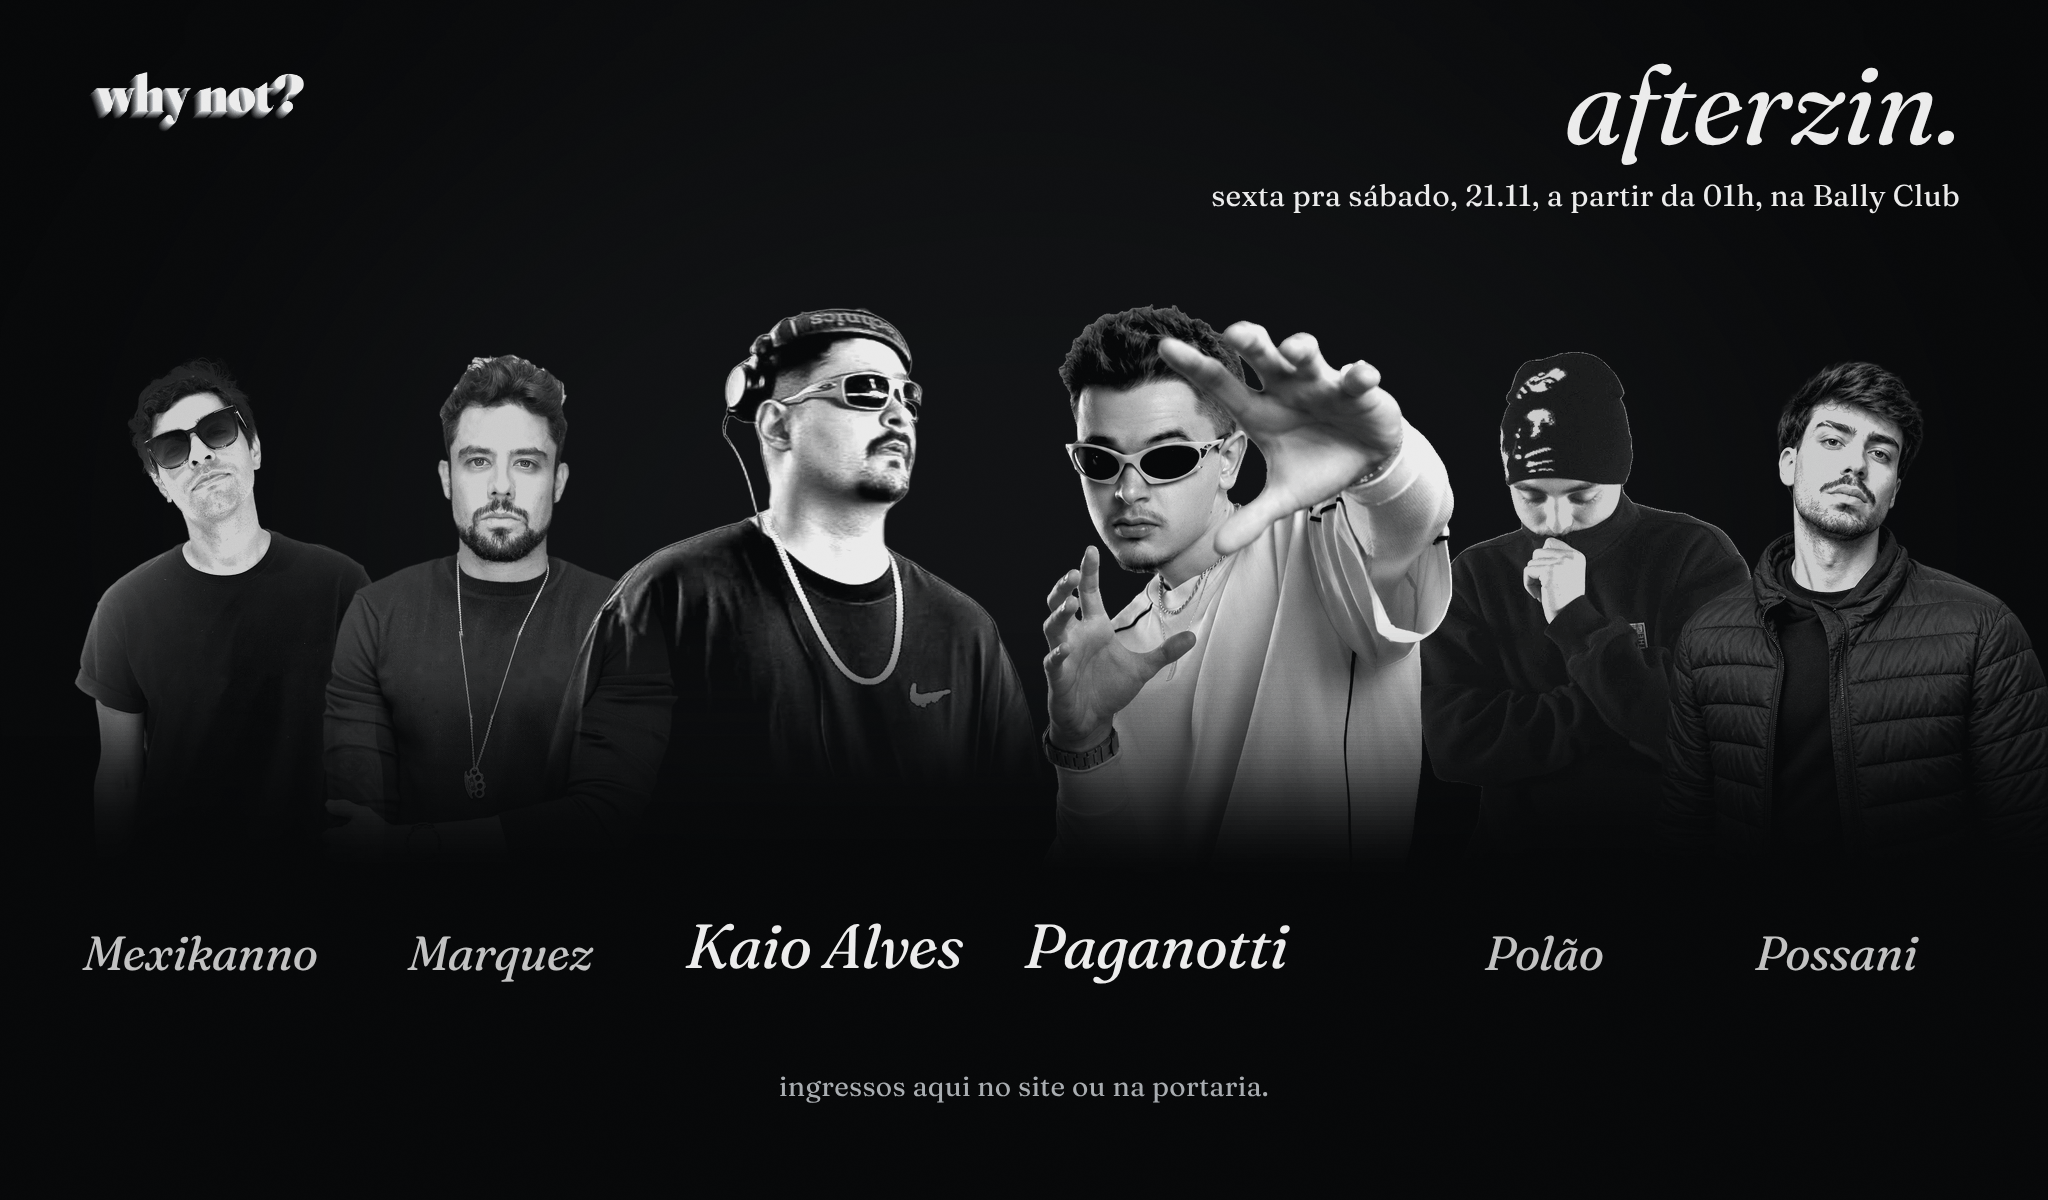 why not?
afterzin.
sexta pra sábado, 21.11, a partir da 01h, na Bally Club
Technics
Mexikanno
Marquez
Kaio Alves
Paganotti
Polão
Possani
ingressos aqui no site ou na portaria.